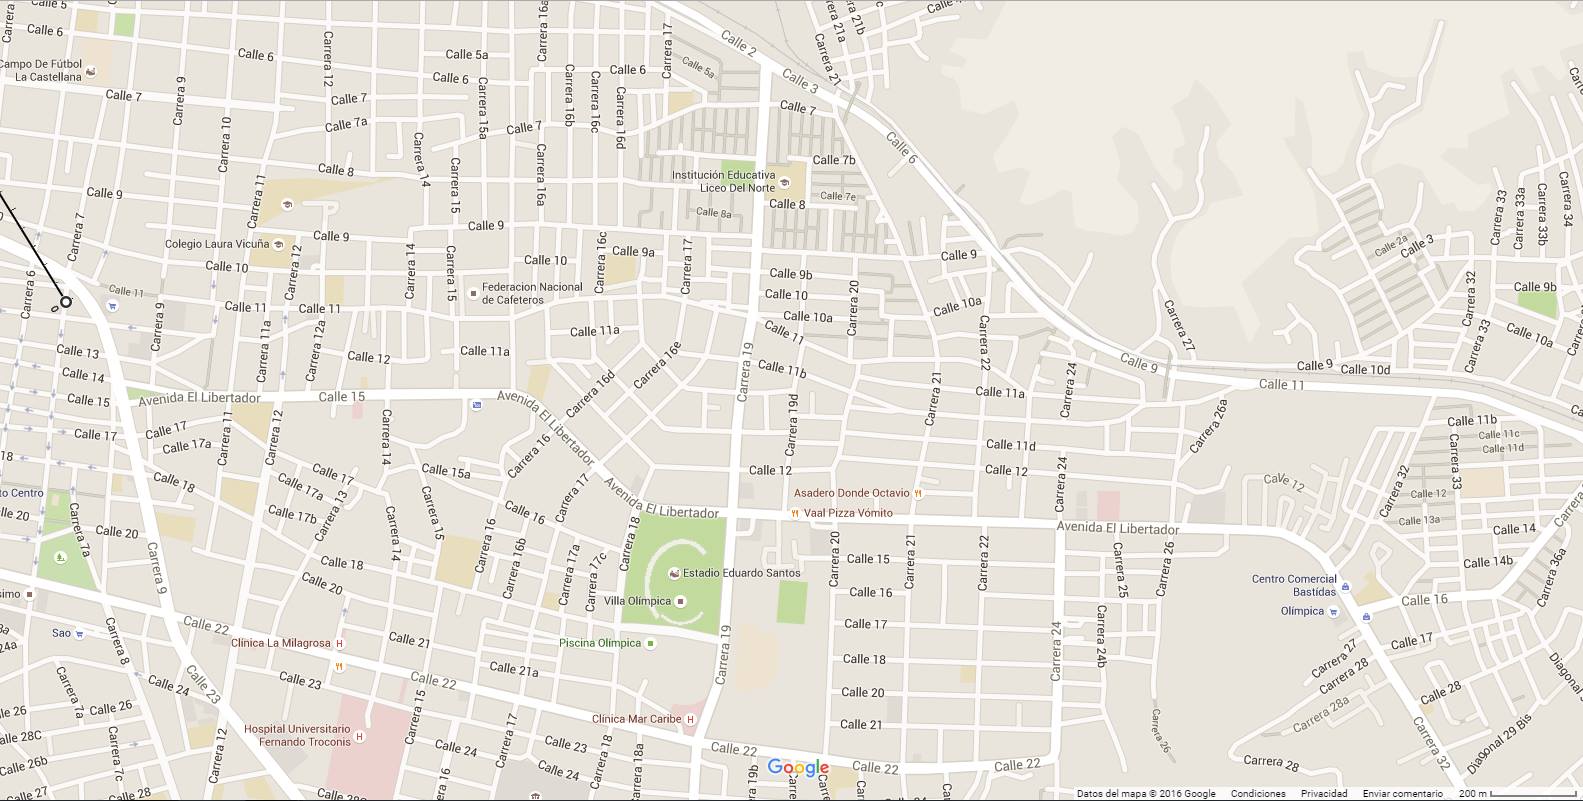 Calle 5
Calle 2
Carrera 21b
Carrera 21a
Calle 6
Calle 5a
Carrera 16a
Carrera 17
Calle 5a
Calle 3
Carrera 21
Campo De Fútbol
La Castellana
Carrera 9
Carrera 12
Calle 6
Calle 6
Calle 7
Calle 7
Carrera 15a
Carrera 16b
Carrera 16c
Carrera 16d
Calle 7
Calle 6
Carrera 10
Calle 7a
Calle 7
Calle 7b
Calle 8
Carrera 14
Carrera 15
Carrera 16a
Institución Educativa
Liceo Del Norte
Calle 7e
Calle 8
Calle 8a
Carrera 33
Carrera 33a
Carrera 33b
Carrera 34
Calle 9
Carrera 11
Carrera 7
Calle 9
Calle 9
Colegio Laura Vicuña
Calle 10
Carrera 12
Carrera 14
Carrera 15
Calle 10
Carrera 16c
Calle 9a
Carrera 17
Calle 9
Calle 9b
Calle 2a
Calle 3
Carrera 6
Calle 11
Carrera 9
Federacion Nacional
de Cafeteros
Calle 10
Carrera 20
Calle 10a
Carrera 32
Calle 9b
0
Calle 11
Calle 11
Calle 10a
Calle 11
Calle 11a
Carrera 22
Carrera 27
Carrera 33
Calle 10a
Calle 13
Carrera 11a
Carrera 12a
Calle 12
Calle 11a
Carrera 16e
Carrera 19
Calle 11b
Calle 9
Calle 9
Calle 10d
Calle 11
Calle 14
Calle 15
Avenida El Libertador
Calle 15
Avenida El Libertador
Carrera 16d
Carrera 19d
Carrera 21
Calle 11a
Carrera 24
Carrera 26a
Calle 17
Calle 17
Carrera 11
Carrera 12
Carrera 14
Calle 17a
Carrera 16
Calle 11d
Calle 11b
Calle 11c
Calle 11d
18
Calle 18
Calle 17
Calle 17a
Calle 15a
Calle 12
Calle 12
Carrera 24
CaVe 12
Carrera 32
Carrera 33
Calle 12
to Centro
Carrera 13
Carrera 17
Avenida El Libertador
Asadero Donde Octavio
Vaal Pizza Vómito
Calle 17b
Calle 16
Avenida El Libertador
Calle 13a
Calle 14
Calle 20
Calle 20
Carrera 7a
Carrera 14
Carrera 15
Carrera 16
Carrera 16b
Carrera 17a
Carrera 17c
Carrera 18
Estadio Eduardo Santos
Carrera 20
Calle 15
Carrera 21
Carrera 22
Carrera 25
Carrera 26
Carrera 9
Calle 18
Calle 20
Villa Olímpica
Calle 16
Centro Comercial
Bastídas
Olímpica
Calle 14b
Carrera 36a
Calle 16
simo
Sao
Carrera 8
Calle 22
Clínica La Milagrosa
Calle 21
Piscina Olímpica
Carrera 19
Calle 17
Carrera 24
Carrera 24b
Calle 17
Carrera 27
Carrera 28
Calle 18
Calle 24
Calle 23
Calle 23
Calle 22
Calle 21a
Calle 20
Calle 28
Diagonal
Carrera 7a
Calle 26
Carrera 15
Carrera 17
Clínica Mar Caribe
Calle 21
Carrera 26
Carrera 28a
Calle 28C
Hospital Universitario
Fernando Troconis
Calle 23
Carrera 18
Carrera 18a
Calle 22
Calle 22
Calle 22
Carrera 28
Carrera 32
Diagonal 29 Bis
Calle 26b
Carrera 7c
Carrera 12
Carrera 16
Calle 24
Carrera 19b
Google
Calle 27
Datos del mapa © 2016 Google
Condiciones
Privacidad
Enviar comentario
200 m